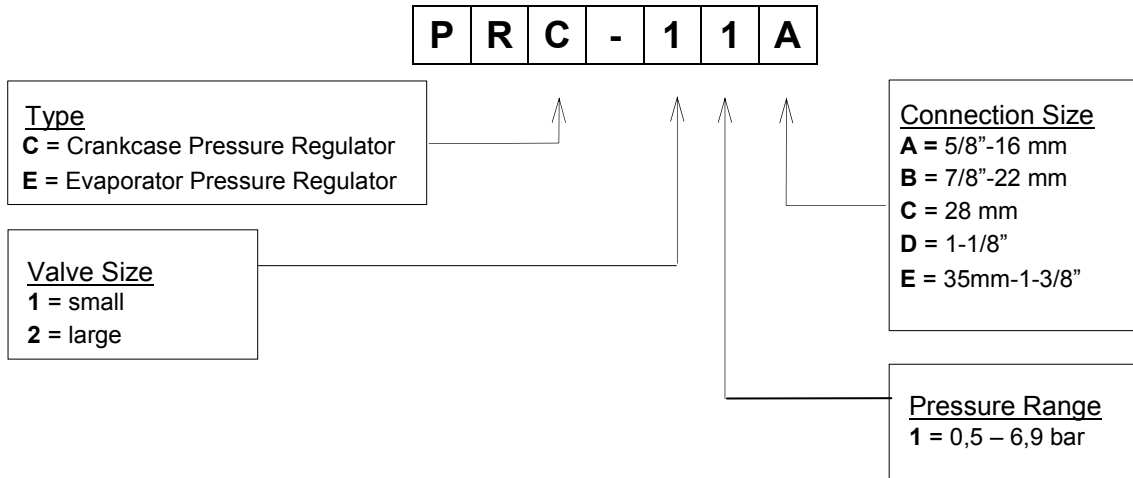 P R C - 1 1 A
Type
C = Crankcase Pressure Regulator
E = Evaporator Pressure Regulator
Valve Size
1 = small
2 = large
Connection Size
A = 5/8”-16 mm
B = 7/8”-22 mm
C = 28 mm
D = 1-1/8”
E = 35mm-1-3/8”
Pressure Range
1 = 0,5 – 6,9 bar